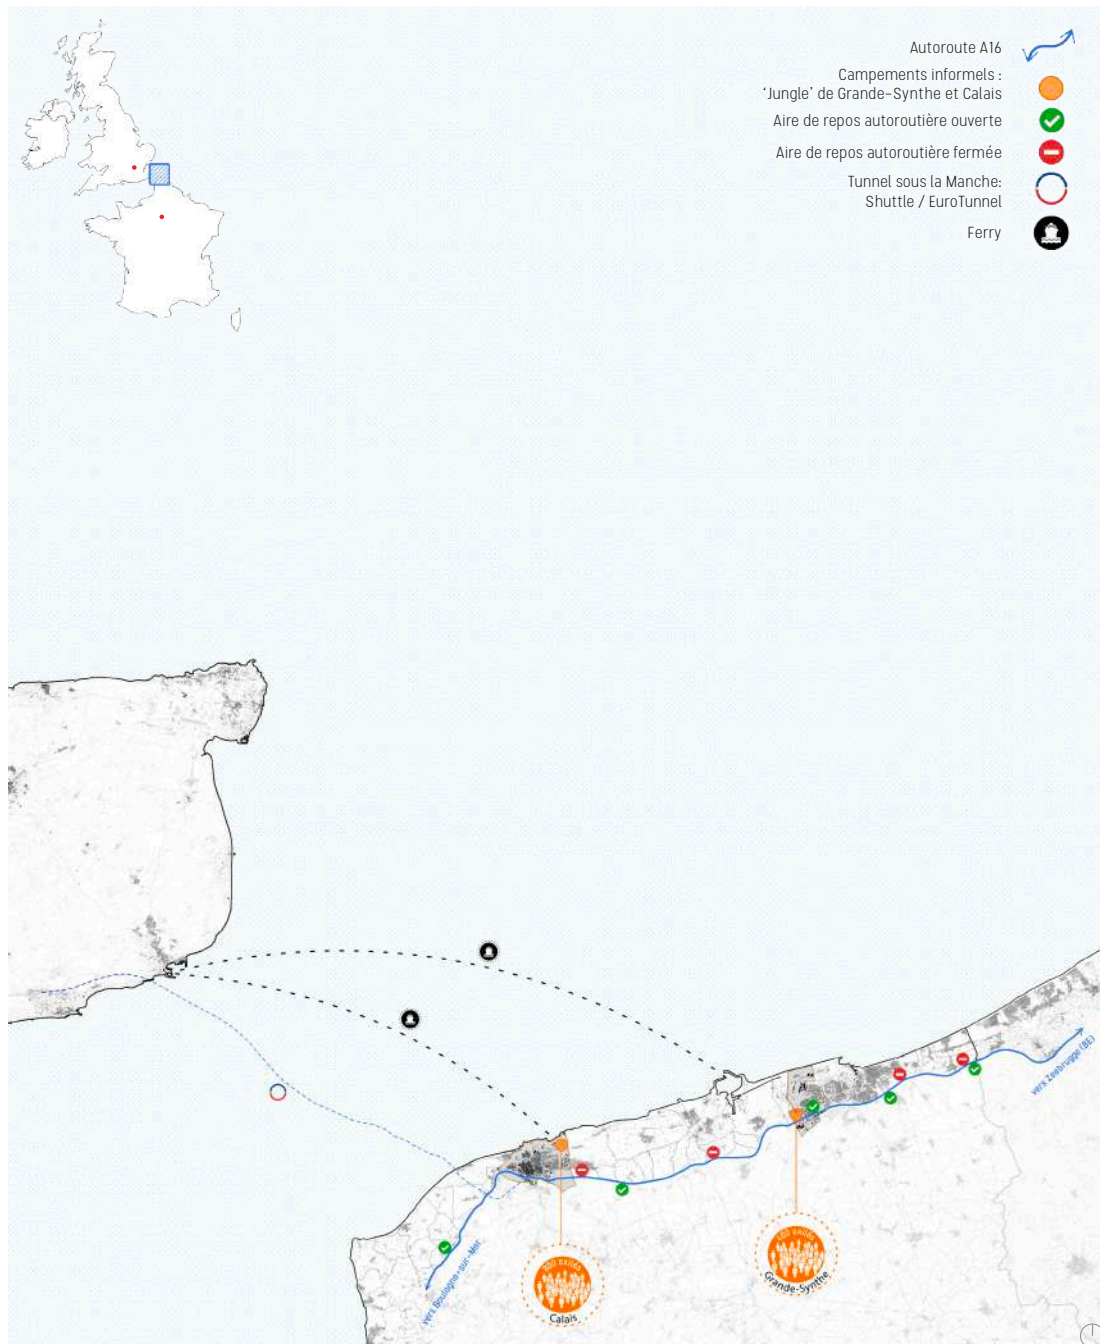 Autoroute A16
Campements informels :
'Jungle' de Grande-Synthe et Calais
Aire de repos autoroutière ouverte
Aire de repos autoroutière fermée
Tunnel sous la Manche:
Shuttle / EuroTunnel
Ferry
vers Zeebrugge (BE)
vers Boulogne-sur-Mer
exilés
Grande-Synthe
exilés
Calais